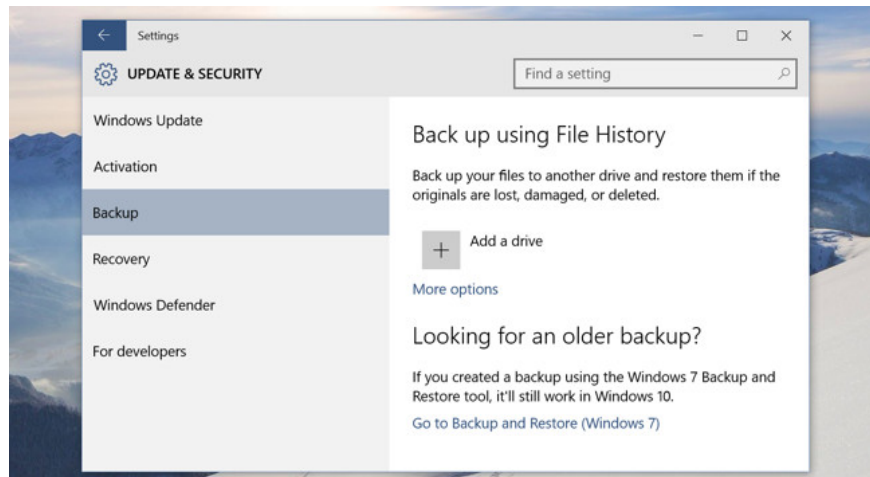 Settings
UPDATE & SECURITY
Find a setting
Windows Update
Activation
Backup
Recovery
Windows Defender
For developers
Back up using File History
Back up your files to another drive and restore them if the
originals are lost, damaged, or deleted.
Add a drive
More options
Looking for an older backup?
If you created a backup using the Windows 7 Backup and
Restore tool, it'll still work in Windows 10.
Go to Backup and Restore (Windows 7)